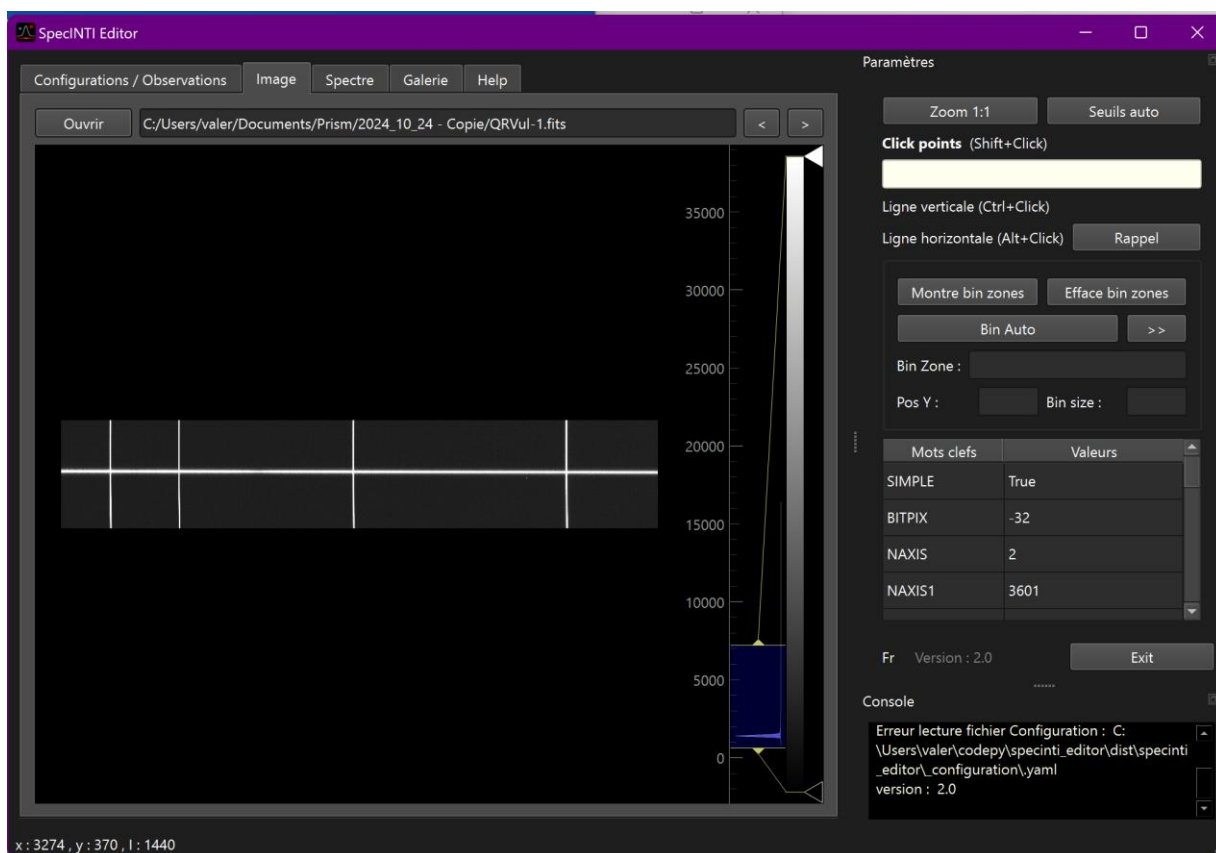 SpecINTI Editor
Configurations / Observations
Image
Spectre
Galerie
Help
Ouvrir
C:/Users/valer/Documents/Prism/2024_10_24 - Copie/QRVul-1.fits
<
>
35000
30000
25000
20000
15000
10000
5000
0
x : 3274 , y : 370 , I : 1440
Paramètres
Zoom 1:1
Seuils auto
Click points (Shift+Click)
Ligne verticale (Ctrl+Click)
Ligne horizontale (Alt+Click)
Rappel
Montre bin zones
Efface bin zones
Bin Auto
>>
Bin Zone :
Pos Y :
Bin size :
Mots clefs
Valeurs
SIMPLE
True
BITPIX
-32
NAXIS
2
NAXIS1
3601
Fr
Version : 2.0
Exit
Console
Erreur lecture fichier Configuration : C:
\Users\valer\codepy\specinti_editor\dist\specinti
_editor\_configuration\.yaml
version : 2.0